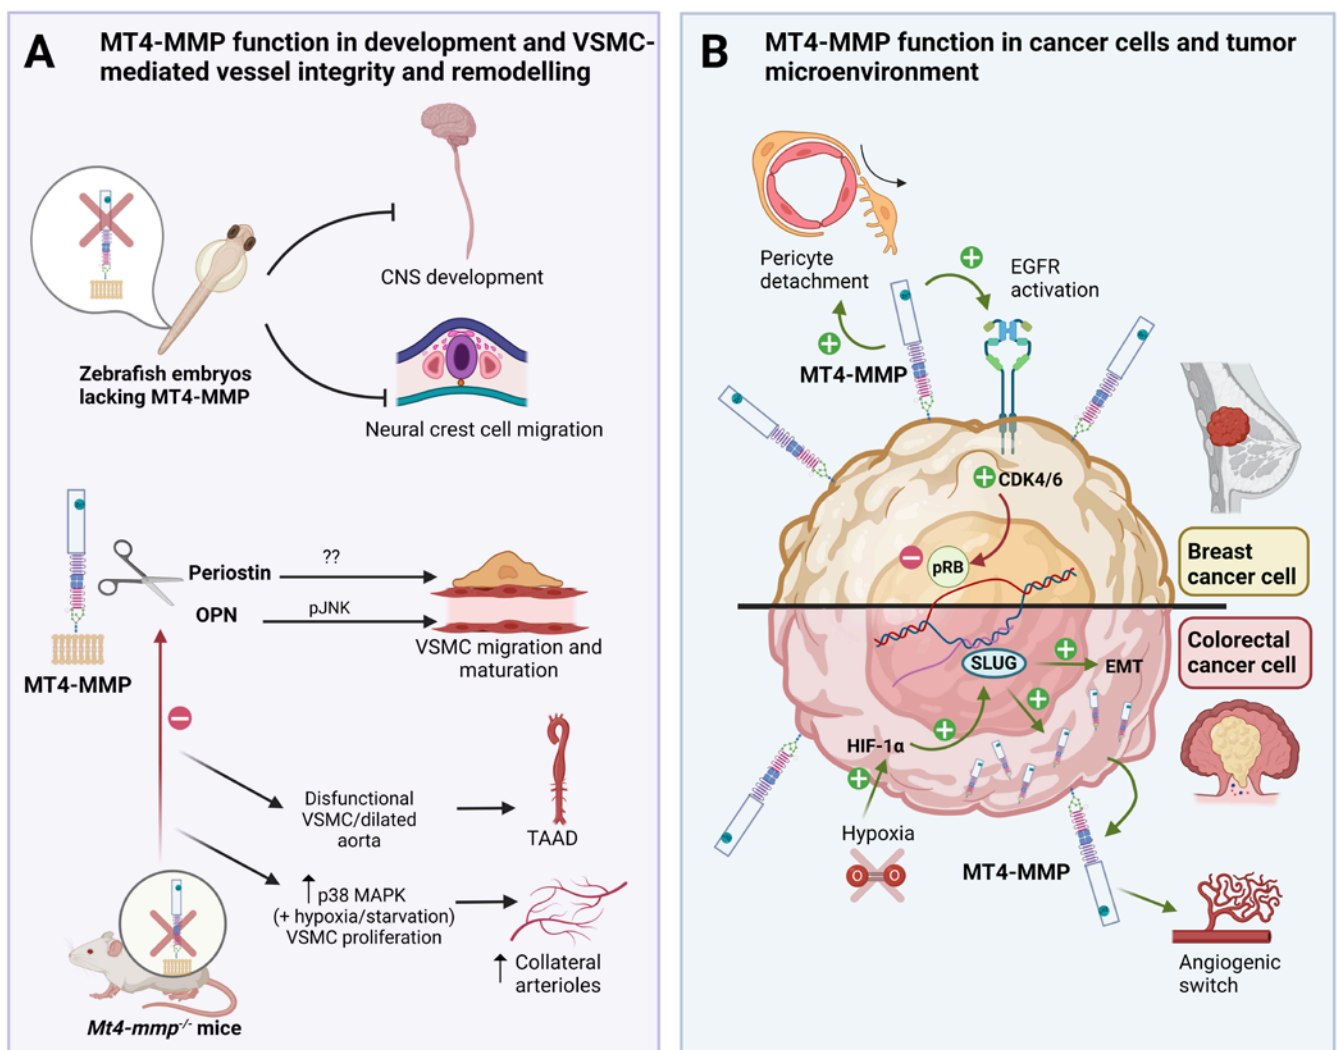 A
MT4-MMP function in development and VSMC-
mediated vessel integrity and remodelling
CNS development
Zebrafish embryos
lacking MT4-MMP
Neural crest cell migration
Periostin
??
OPN
pJNK
VSMC migration and
maturation
MT4-MMP
Disfunctional
VSMC/dilated
aorta
TAAD
p38 MAPK
(+ hypoxia/starvation)
VSMC proliferation
Collateral
arterioles
Mt4-mmp-/- mice
B
MT4-MMP function in cancer cells and tumor
microenvironment
Pericyte
detachment
EGFR
activation
MT4-MMP
CDK4/6
pRB
Breast
cancer cell
Colorectal
cancer cell
SLUG
EMT
HIF-1α
Hypoxia
O O
MT4-MMP
Angiogenic
switch